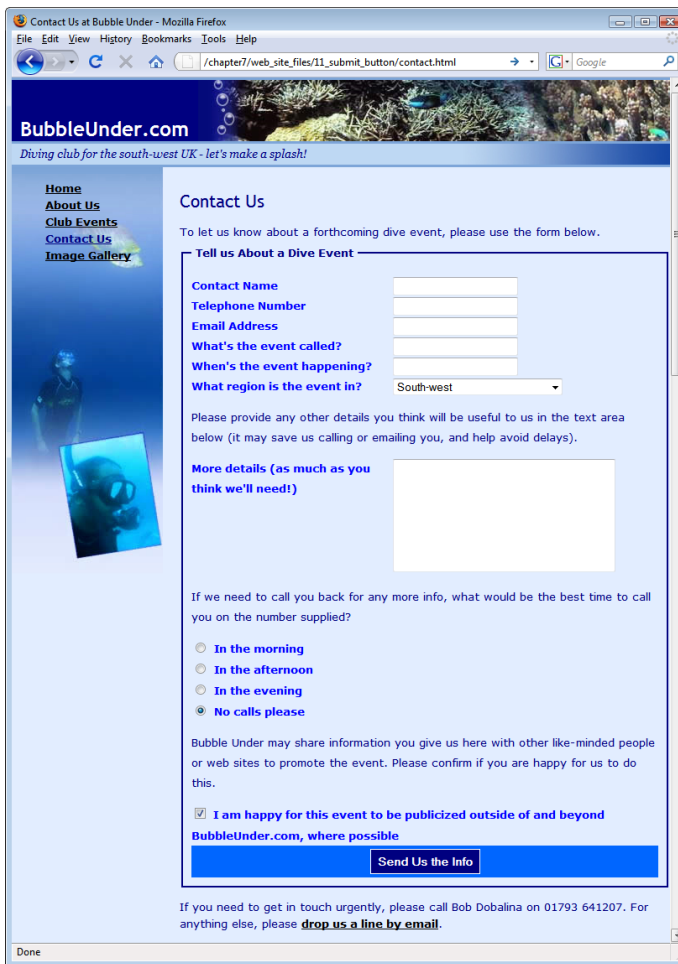 Contact Us at Bubble Under - Mozilla Firefox
File Edit View History Bookmarks Tools Help
/chapter7/web_site_files/11_submit_button/contact.html
G Google
BubbleUnder.com
Diving club for the south-west UK - let's make a splash!
Home
About Us
Club Events
Contact Us
Image Gallery
Contact Us
To let us know about a forthcoming dive event, please use the form below.
Tell us About a Dive Event
Contact Name
Telephone Number
Email Address
What's the event called?
When's the event happening?
What region is the event in? South-west
Please provide any other details you think will be useful to us in the text area
below (it may save us calling or emailing you, and help avoid delays).
More details (as much as you
think we'll need!)
If we need to call you back for any more info, what would be the best time to call
you on the number supplied?
In the morning
In the afternoon
In the evening
No calls please
Bubble Under may share information you give us here with other like-minded people
or web sites to promote the event. Please confirm if you are happy for us to do
this.
I am happy for this event to be publicized outside of and beyond
BubbleUnder.com, where possible
Send Us the Info
If you need to get in touch urgently, please call Bob Dobalina on 01793 641207. For
anything else, please drop us a line by email.
Done